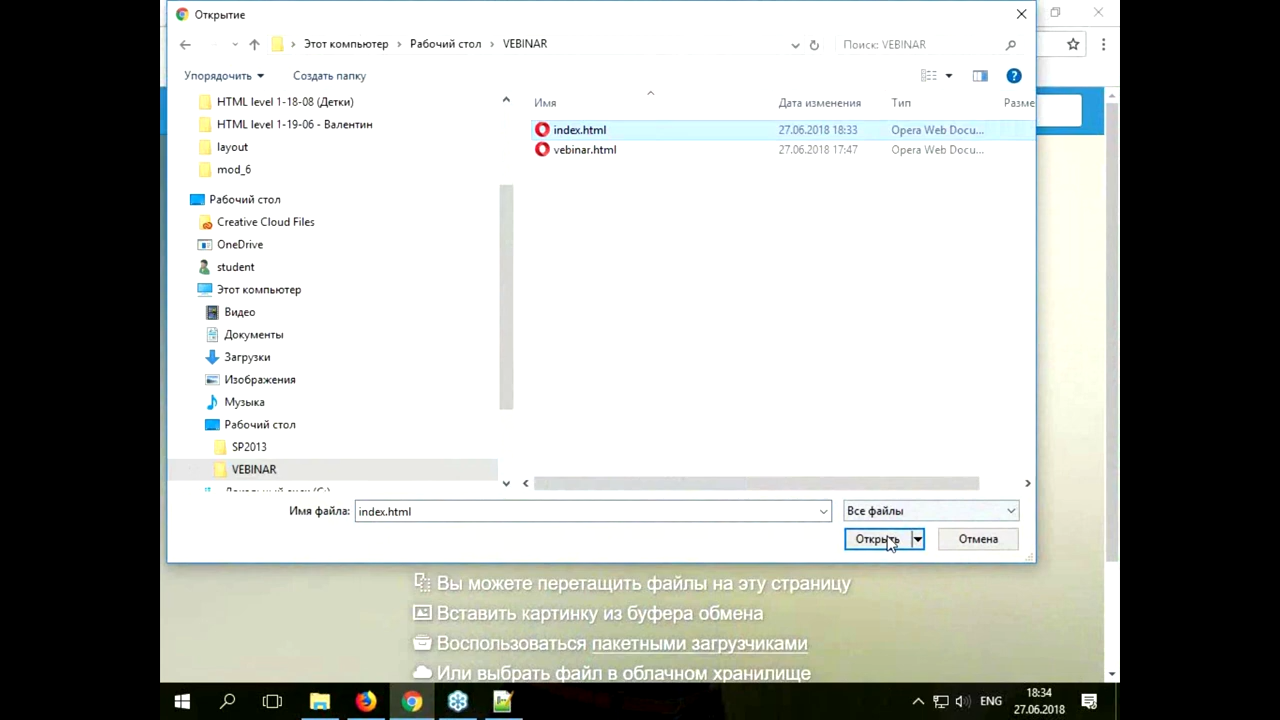 Открытие
Этот компьютер
Рабочий стол
VEBINAR
Поиск: VEBINAR
Упорядочить
Создать папку
HTML level 1-18-08 (Детки)
HTML level 1-19-06 - Валентин
layout
mod_6
Рабочий стол
Creative Cloud Files
OneDrive
student
Этот компьютер
Видео
Документы
Загрузки
Изображения
Музыка
Рабочий стол
SP2013
VEBINAR
Имя Дата изменения Тип Разме
index.html 27.06.2018 18:33 Opera Web Docu...
vebinar.html 27.06.2018 17:47 Opera Web Docu...
Имя файла: index.html Все файлы
Открыть Отмена
Вы можете перетащить файлы на эту страницу
Вставить картинку из буфера обмена
Воспользоваться пакетными загрузчиками
Или выбрать файл в облачном хранилище
ENG
18:34
27.06.2018